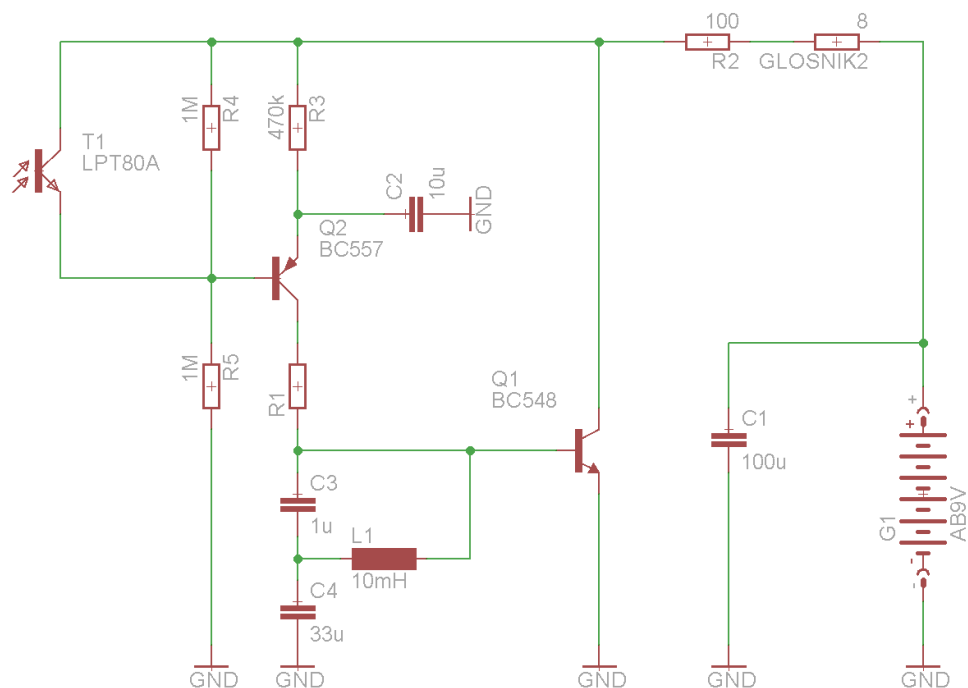 100
R2
8
GLOSNIK2
T1
LPT80A
1M
R4
470k
R3
C2
10u
GND
Q2
BC557
1M
R5
R1
Q1
BC548
C1
100u
C3
1u
L1
10mH
C4
33u
G1
AB9V
+
+
-
-
GND
GND
GND
GND
GND